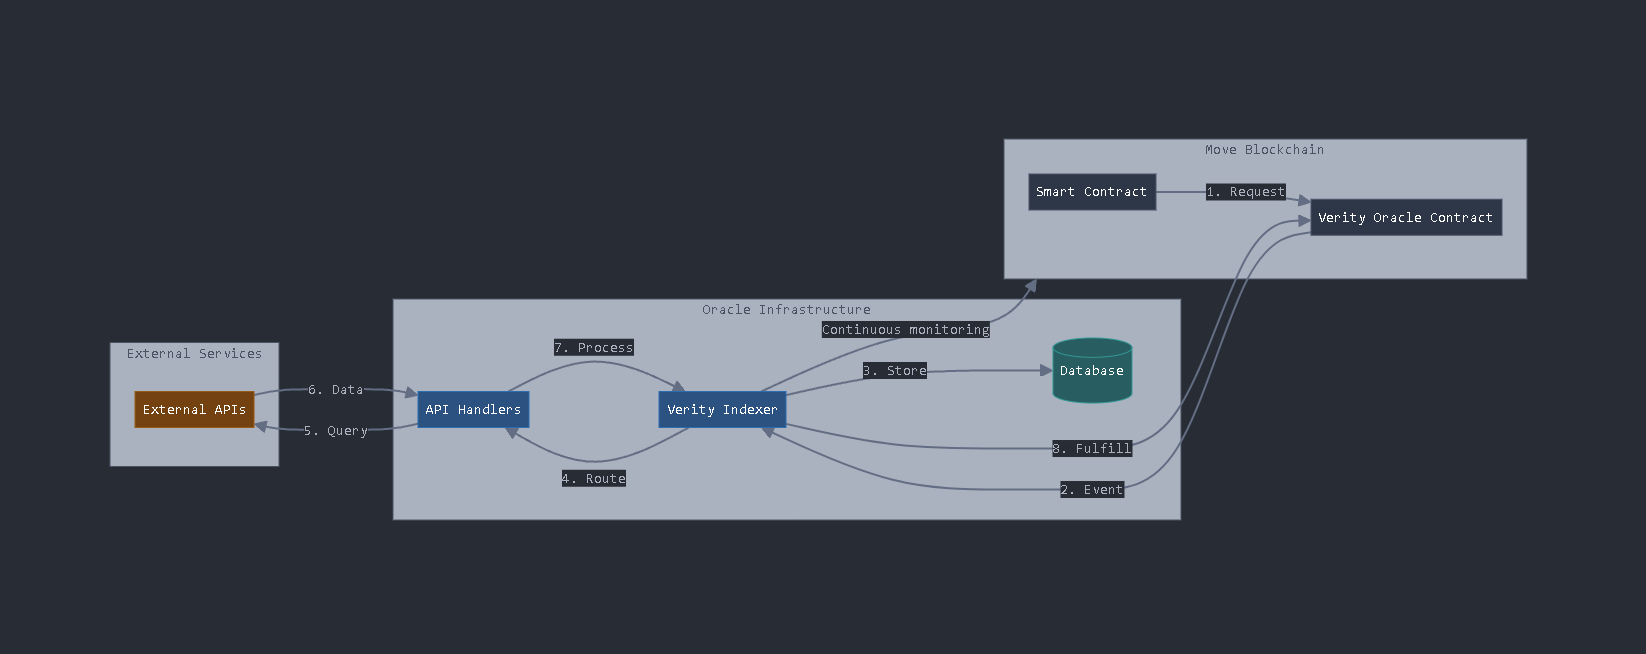 Move Blockchain
Smart Contract
1. Request
Verity Oracle Contract
Oracle Infrastructure
Continuous monitoring
7. Process
External Services
3. Store
Database
6. Data
External APIs
API Handlers
Verity Indexer
5. Query
8. Fulfill
4. Route
2. Event